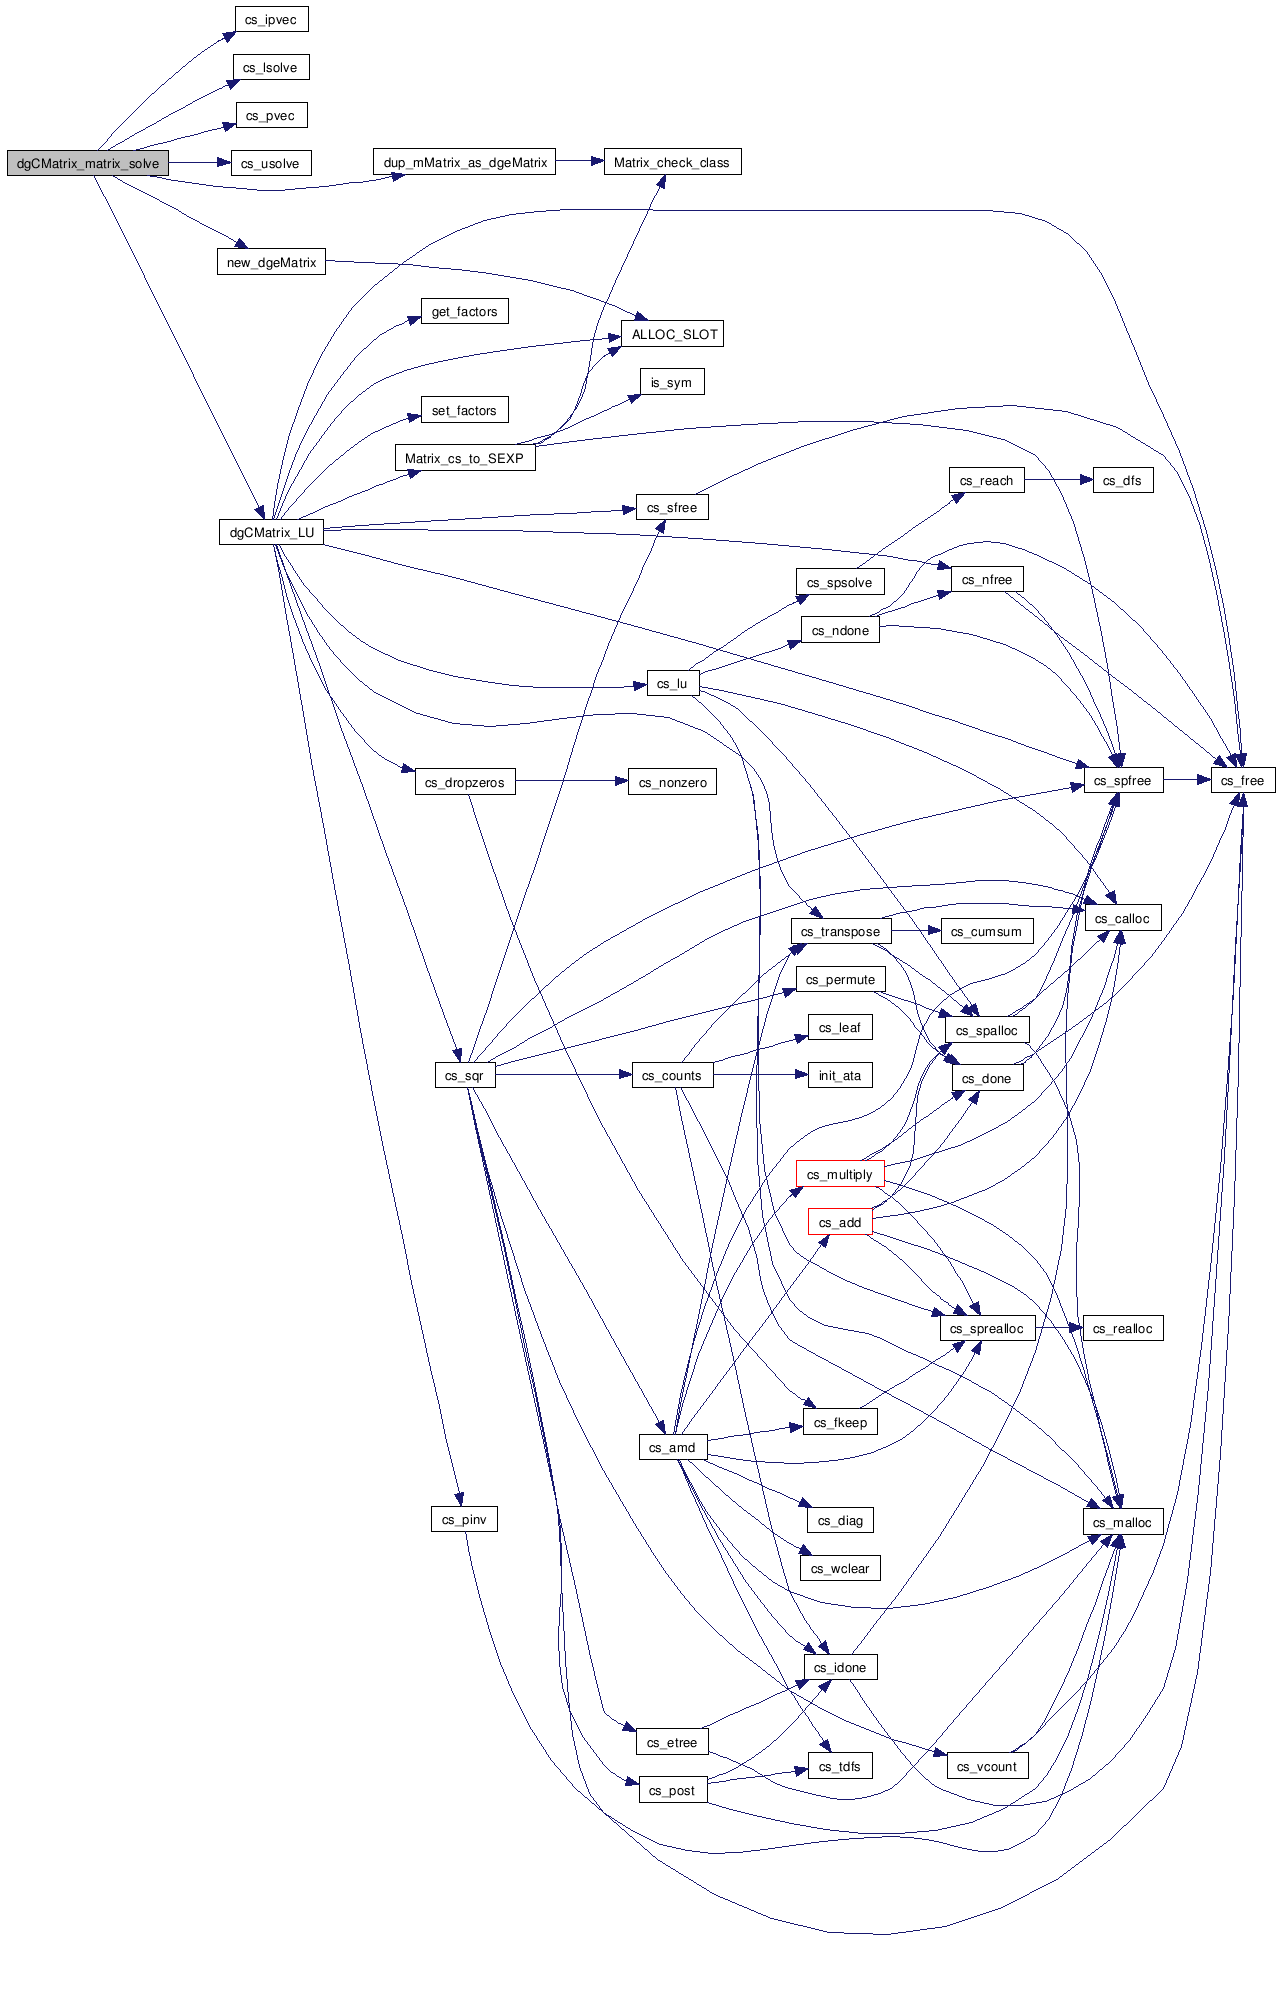 cs_ipvec
cs_lsolve
cs_pvec
dgCMatrix_matrix_solve
cs_usolve
dup_mMatrix_as_dgeMatrix
Matrix_check_class
new_dgeMatrix
get_factors
ALLOC_SLOT
is_sym
set_factors
Matrix_cs_to_SEXP
cs_reach
cs_dfs
cs_sfree
dgCMatrix_LU
cs_spsolve
cs_nfree
cs_ndone
cs_lu
cs_dropzeros
cs_nonzero
cs_spfree
cs_free
cs_calloc
cs_transpose
cs_cumsum
cs_permute
cs_leaf
cs_spalloc
cs_sqr
cs_counts
init_ata
cs_done
cs_multiply
cs_add
cs_sprealloc
cs_realloc
cs_fkeep
cs_amd
cs_pinv
cs_diag
cs_malloc
cs_wclear
cs_idone
cs_etree
cs_tdfs
cs_vcount
cs_post